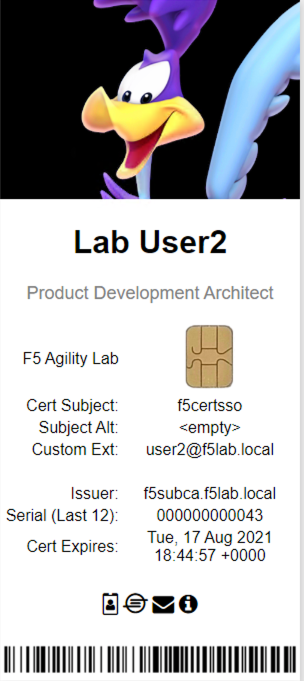 Lab User2
Product Development Architect
F5 Agility Lab
Cert Subject: f5certsso
Subject Alt: <empty>
Custom Ext: user2@f5lab.local
Issuer: f5subca.f5lab.local
Serial (Last 12): 000000000043
Cert Expires: Tue, 17 Aug 2021
18:44:57 +0000